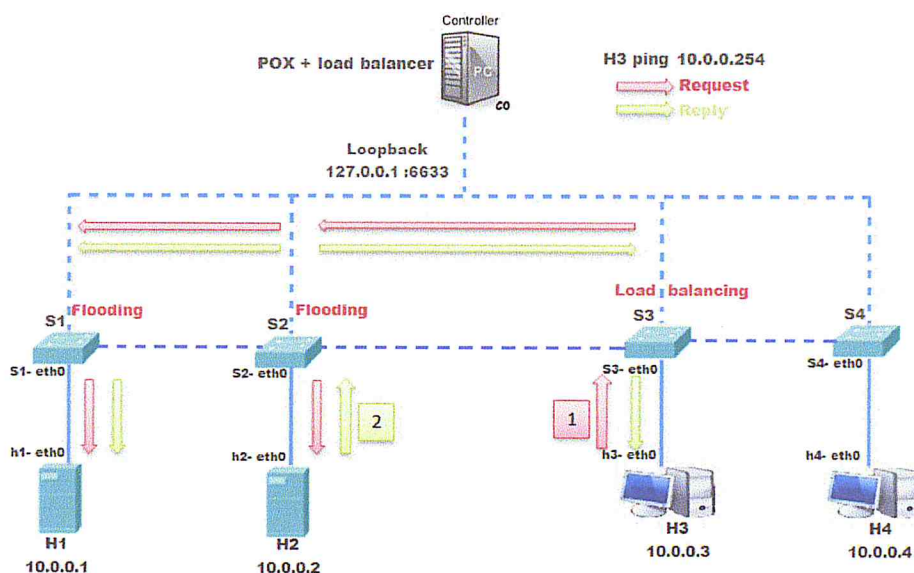 Controller
POX + load balancer
PC
CO
H3 ping 10.0.0.254
Request
Reply
Loopback
127.0.0.1 :6633
Flooding
Flooding
Load balancing
S1
S2
S3
S4
S1- eth0
S2- eth0
S3- eth0
S4- eth0
2
1
h1- eth0
h2- eth0
h3- eth0
h4- eth0
H1
H2
H3
H4
10.0.0.1
10.0.0.2
10.0.0.3
10.0.0.4